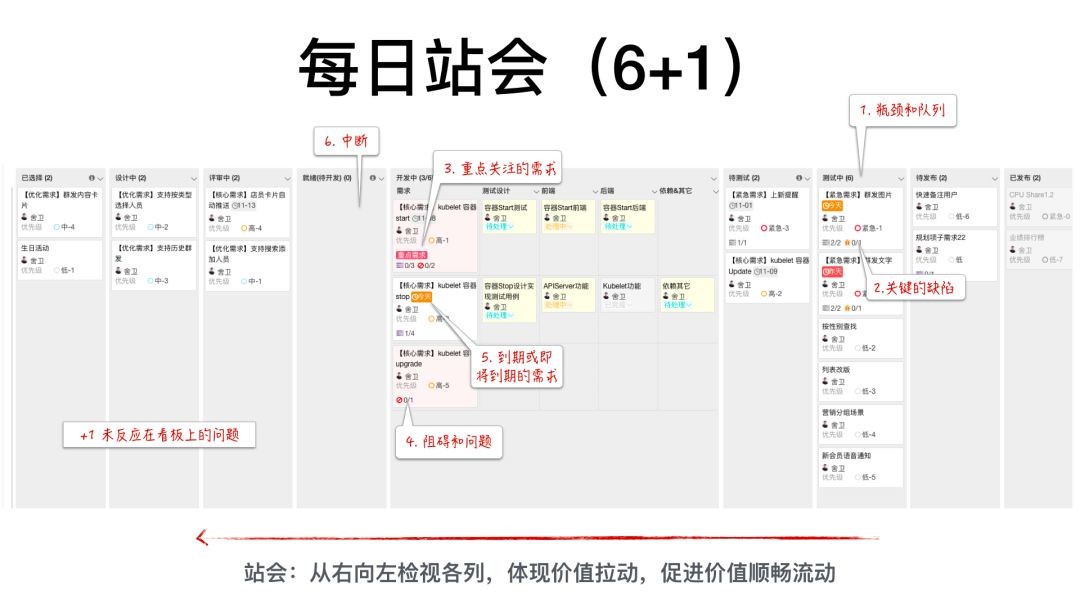 每日站会（6+1）
1. 瓶颈和队列
6. 中断
3. 重点关注的需求
已选择 (2)
【优化需求】群发内容卡
片
舍卫
优先级 中-4
生日活动
舍卫
优先级 低-1
设计中 (2)
【优化需求】支持按类型
选择人员
舍卫
优先级 中-2
【优化需求】支持历史群
发
舍卫
优先级 中-3
评审中 (2)
【核心需求】店员卡片自
动推送 11-13
舍卫
优先级 高-4
【优化需求】支持搜索添
加人员
舍卫
优先级 中-1
就绪(待开发) (0)
开发中 (3/6
需求
测试设计
前端
后端
依赖&其它
【核心需求】kubelet 容器
start
舍卫
优先级 高-1
重点需求
0/3 0/2
容器Start测试
舍卫
待处理
容器Start前端
舍卫
处理中
容器Start后端
舍卫
待处理
【核心需求】kubelet 容器
stop 今天
舍卫
优先级 高
1/4
容器Stop设计实
现测试用例
舍卫
待处理
APIServer功能
舍卫
处理中
Kubelet功能
舍卫
已完成
依赖其它
舍卫
待处理
【核心需求】kubelet 容
upgrade
舍卫
优先级 高-5
0/1
5. 到期或即
将到期的需求
4. 阻碍和问题
待测试 (2)
【紧急需求】上新提醒
11-01
舍卫
优先级 紧急-3
1/1
【核心需求】kubelet 容器
Update 11-09
舍卫
优先级 高-2
测试中 (6)
【紧急需求】群发图片
今天
舍卫
优先级 紧急-1
2/2 0/1
【紧急需求】群发文字
昨天
舍卫
优先级
2/2 0/1
2.关键的缺陷
按性别查找
舍卫
优先级 低-2
列表改版
舍卫
优先级 低-3
营销分组场景
舍卫
优先级 低-4
新会员语音通知
舍卫
优先级 低-5
待发布 (2)
快速备注用户
舍卫
优先级 低-6
规划项子需求22
舍卫
优先级 低
0/1
已发布 (2)
CPU Share1.2
舍卫
优先级 紧急-0
业绩排行榜
舍卫
优先级 低-7
+1 未反应在看板上的问题
站会：从右向左检视各列，体现价值拉动，促进价值顺畅流动